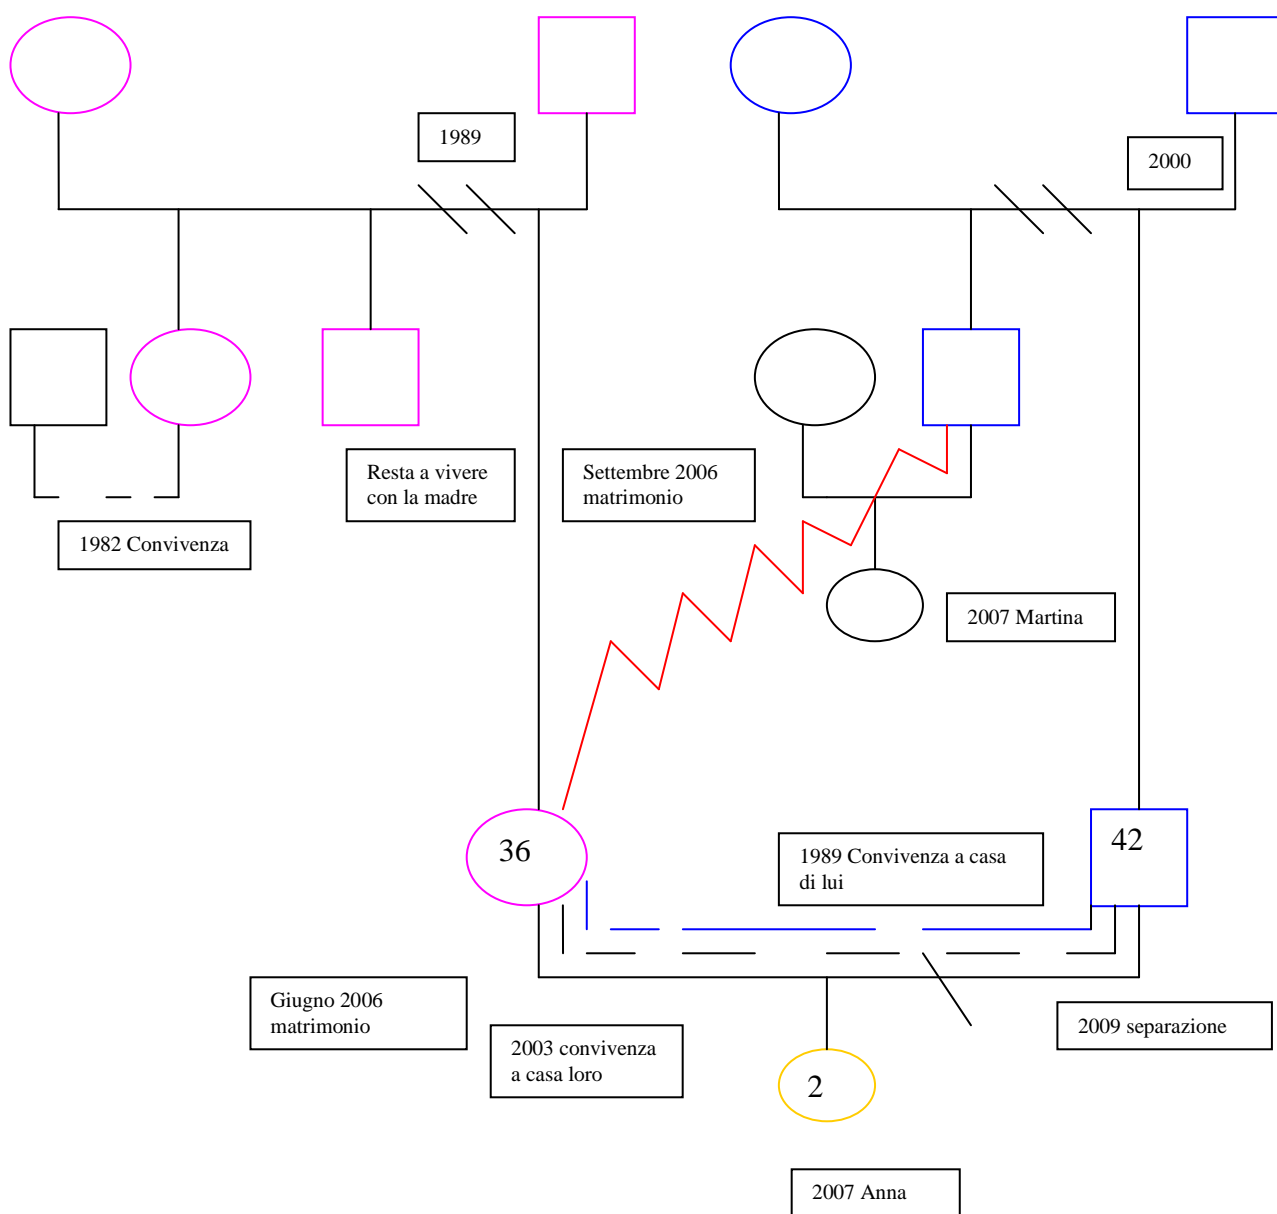 1989
2000
Resta a vivere
con la madre
Settembre 2006
matrimonio
1982 Convivenza
2007 Martina
36
1989 Convivenza a casa
di lui
42
Giugno 2006
matrimonio
2003 convivenza
a casa loro
2009 separazione
2
2007 Anna